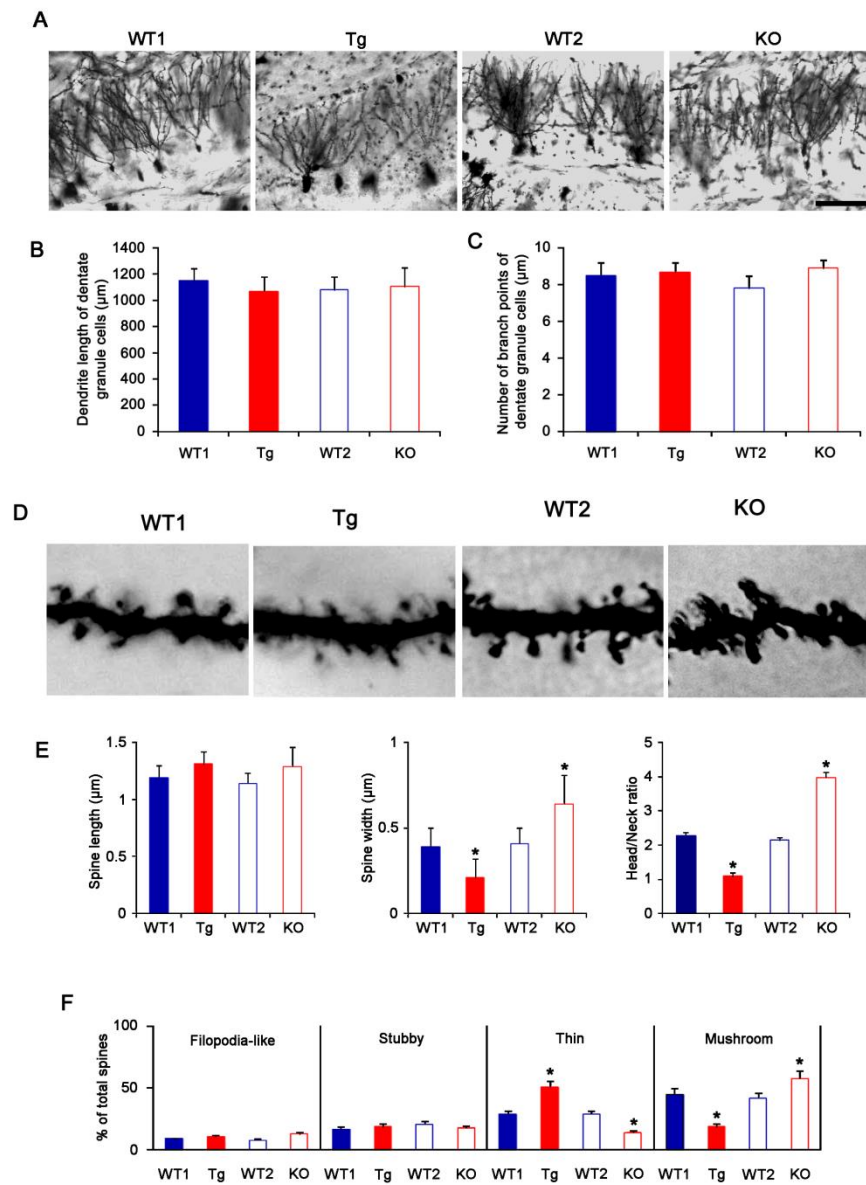 A
WT1 Tg WT2 KO
B
Dendrite length of dentate
granule cells (µm)
1400
1200
1000
800
600
400
200
0
WT1 Tg WT2 KO
C
Number of branch points of
dentate granule cells (µm)
10
8
6
4
2
0
WT1 Tg WT2 KO
D
WT1 Tg WT2 KO
E
Spine length (µm)
1.5
1
0.5
0
WT1 Tg WT2 KO
Spine width (µm)
1
0.5
0
* *
WT1 Tg WT2 KO
Head/Neck ratio
5
4
3
2
1
0
* *
WT1 Tg WT2 KO
F
% of total spines
100
50
0
Filopodia-like Stubby Thin Mushroom
* * * *
WT1 Tg WT2 KO WT1 Tg WT2 KO WT1 Tg WT2 KO WT1 Tg WT2 KO